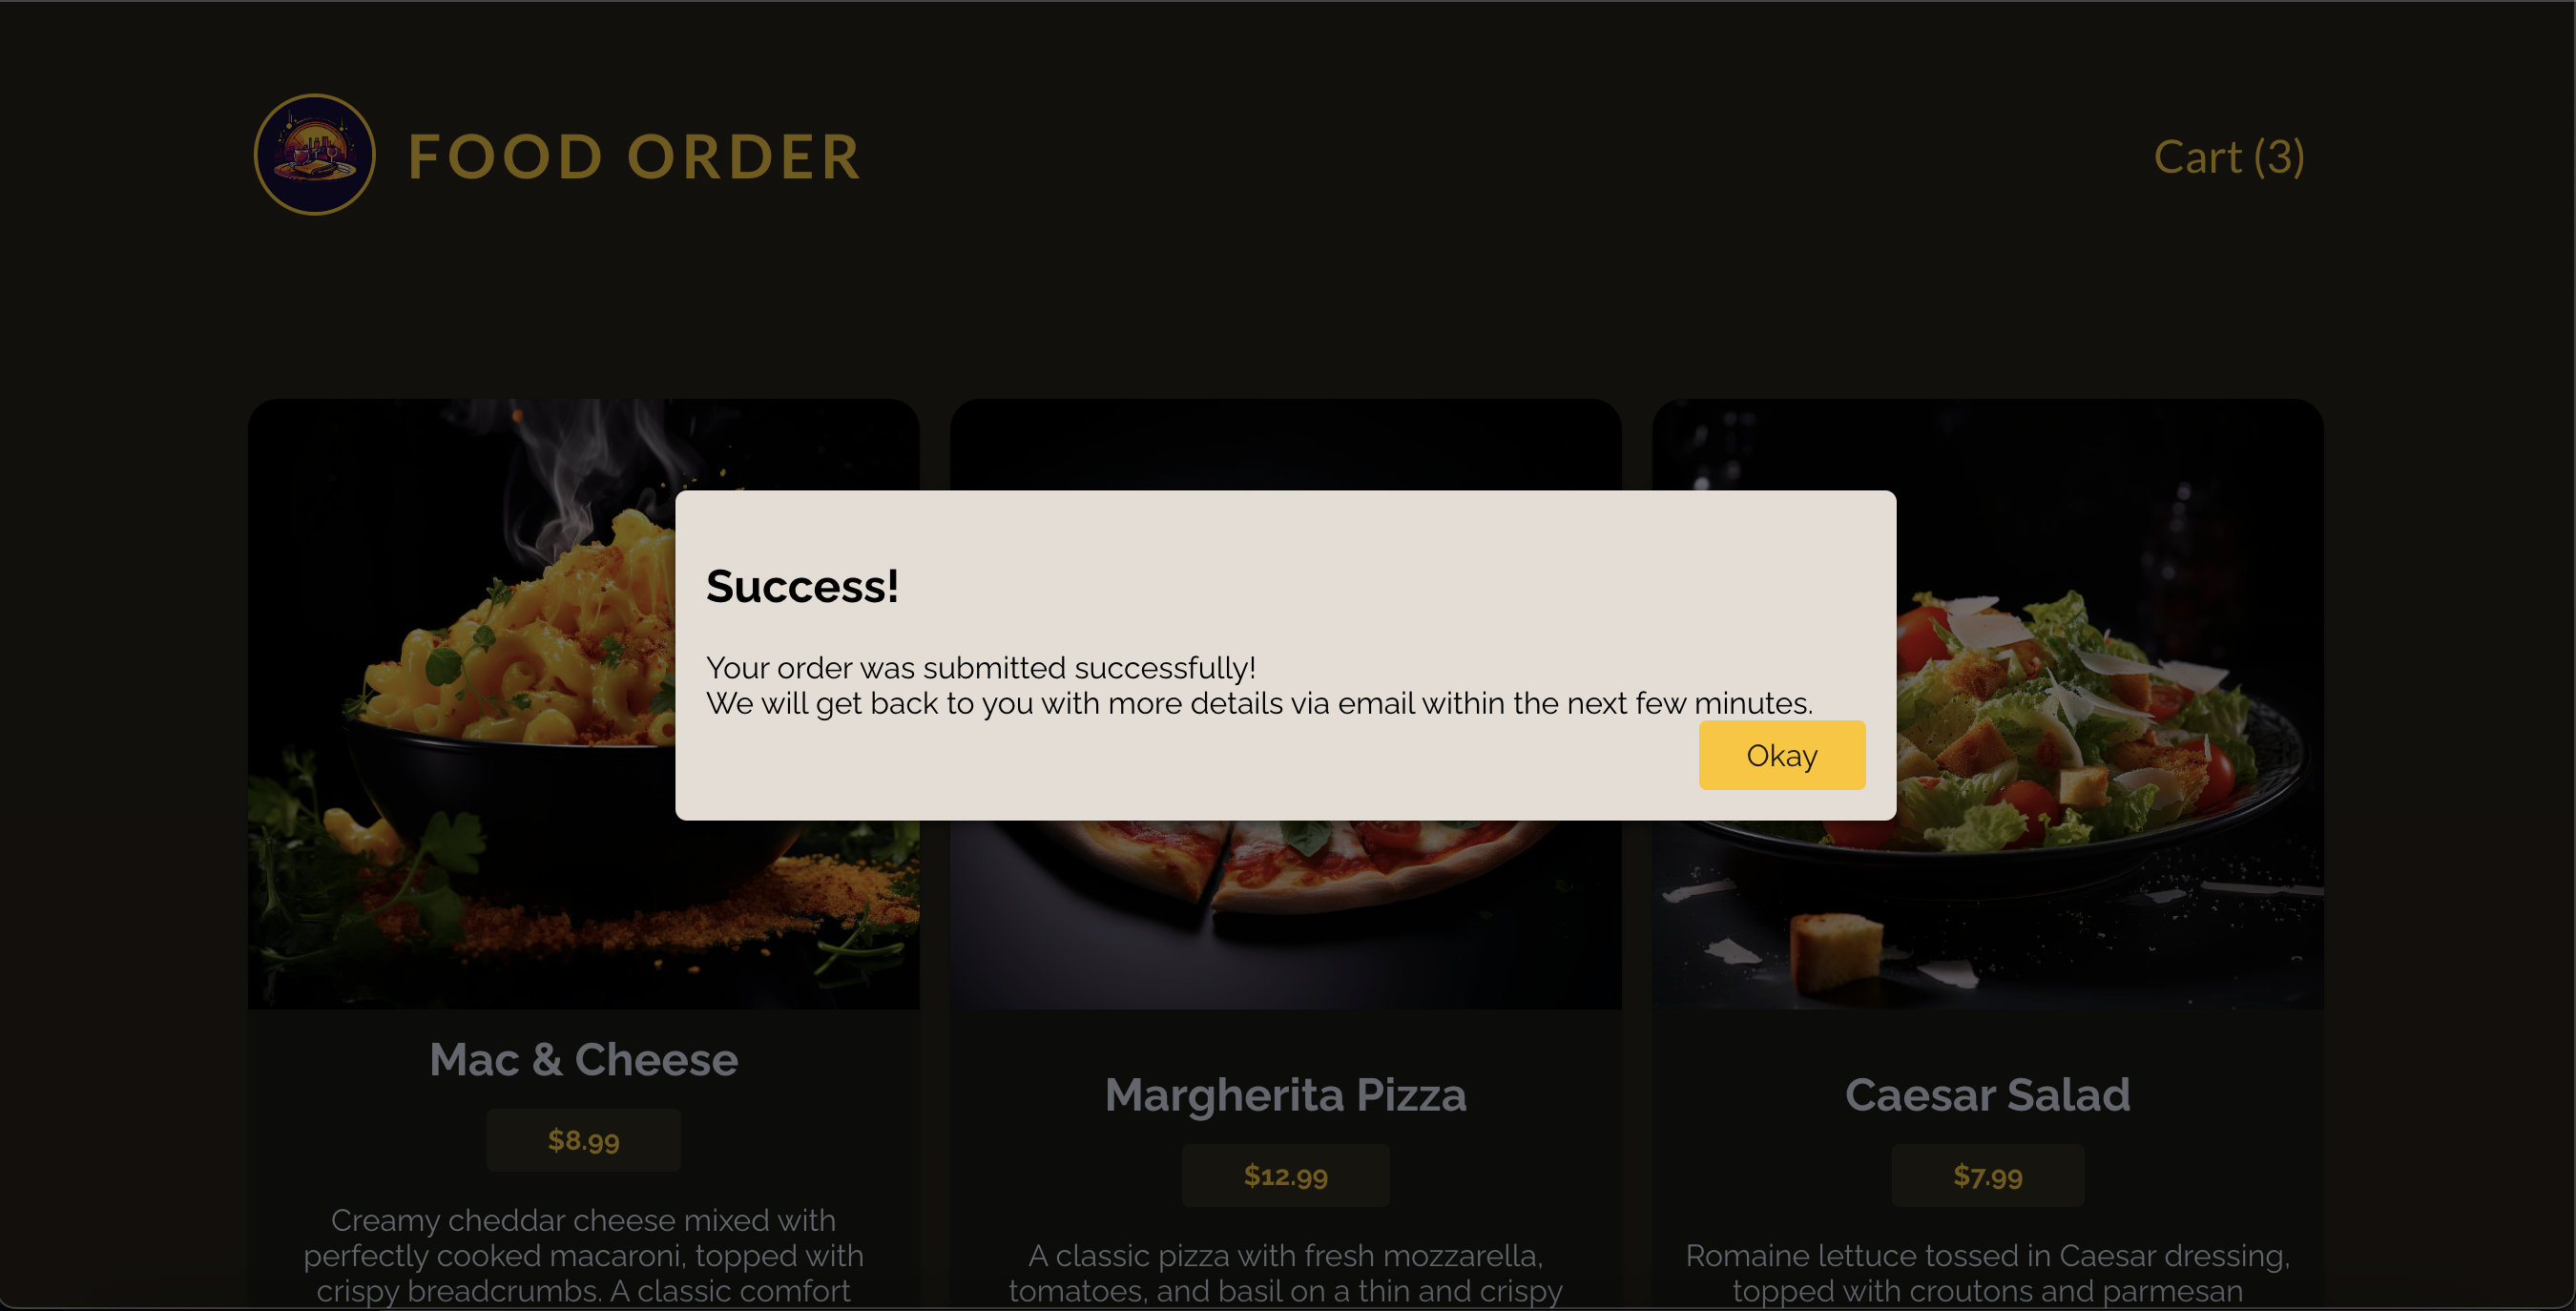 FOOD ORDER
Cart (3)
Success!
Your order was submitted successfully!
We will get back to you with more details via email within the next few minutes.
Okay
Mac & Cheese
$8.99
Creamy cheddar cheese mixed with
perfectly cooked macaroni, topped with
crispy breadcrumbs. A classic comfort
Margherita Pizza
$12.99
A classic pizza with fresh mozzarella,
tomatoes, and basil on a thin and crispy
Caesar Salad
$7.99
Romaine lettuce tossed in Caesar dressing,
topped with croutons and parmesan